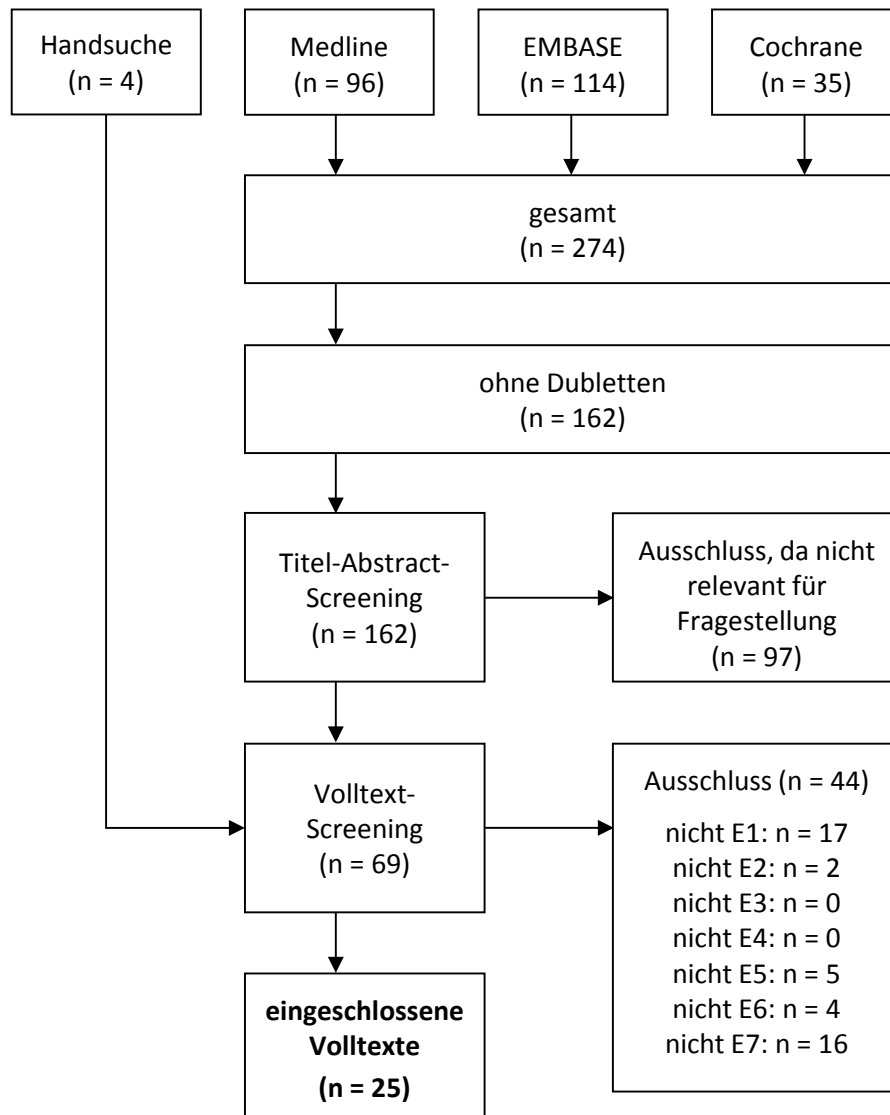 Handsuche
(n = 4)
Medline
(n = 96)
EMBASE
(n = 114)
Cochrane
(n = 35)
gesamt
(n = 274)
ohne Dubletten
(n = 162)
Titel-Abstract-
Screening
(n = 162)
Ausschluss, da nicht
relevant für
Fragestellung
(n = 97)
Volltext-
Screening
(n = 69)
Ausschluss (n = 44)
nicht E1: n = 17
nicht E2: n = 2
nicht E3: n = 0
nicht E4: n = 0
nicht E5: n = 5
nicht E6: n = 4
nicht E7: n = 16
eingeschlossene
Volltexte
(n = 25)